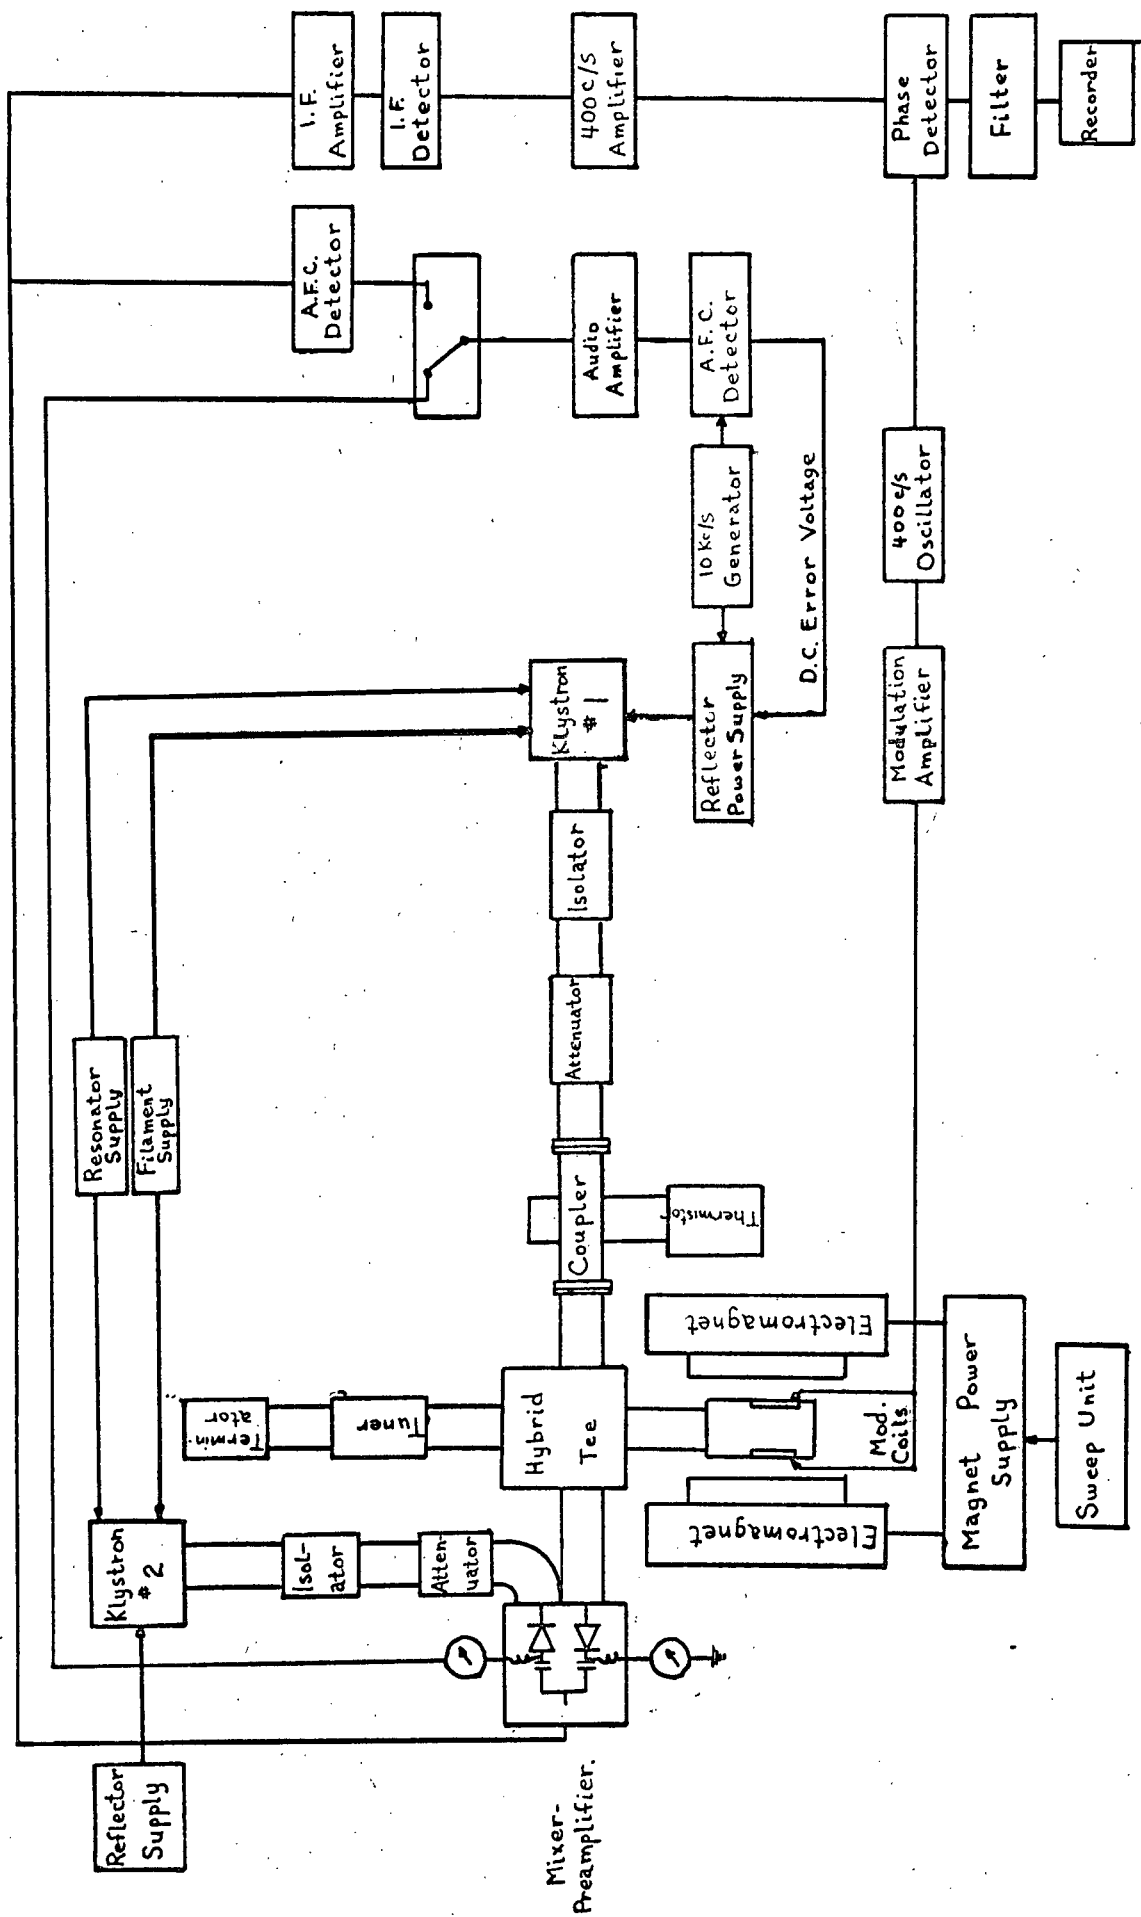 Reflector
Supply
Klystron
# 2
Resonator
Supply
Filament
Supply
Isol-
ator
Atten-
uator
Termin-
ator
Tuner
Mixer-
Preamplifier.
Hybrid
Tee
Coupler
Thermistor
Attenuator
Isolator
Klystron
# 1
Reflector
Power Supply
10 Kc/s
Generator
A.F.C.
Detector
D.C. Error Voltage
Audio
Amplifier
A.F.C.
Detector
I.F.
Amplifier
I.F.
Detector
400 c/s
Amplifier
Phase
Detector
Filter
Recorder
400 c/s
Oscillator
Modulation
Amplifier
Electromagnet
Electromagnet
Mod.
Coils
Magnet Power
Supply
Sweep Unit